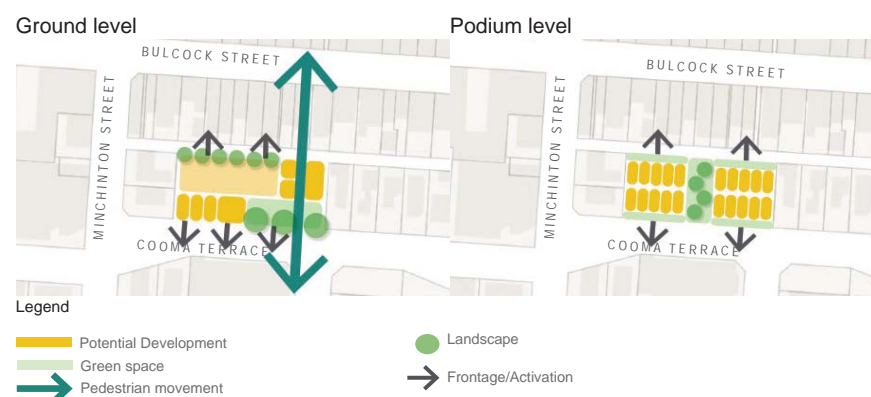 Ground level
BULCOCK STREET
MINCHINTON STREET
COOMA TERRACE
Podium level
BULCOCK STREET
MINCHINTON STREET
COOMA TERRACE
Legend
Potential Development
Green space
Pedestrian movement
Landscape
Frontage/Activation